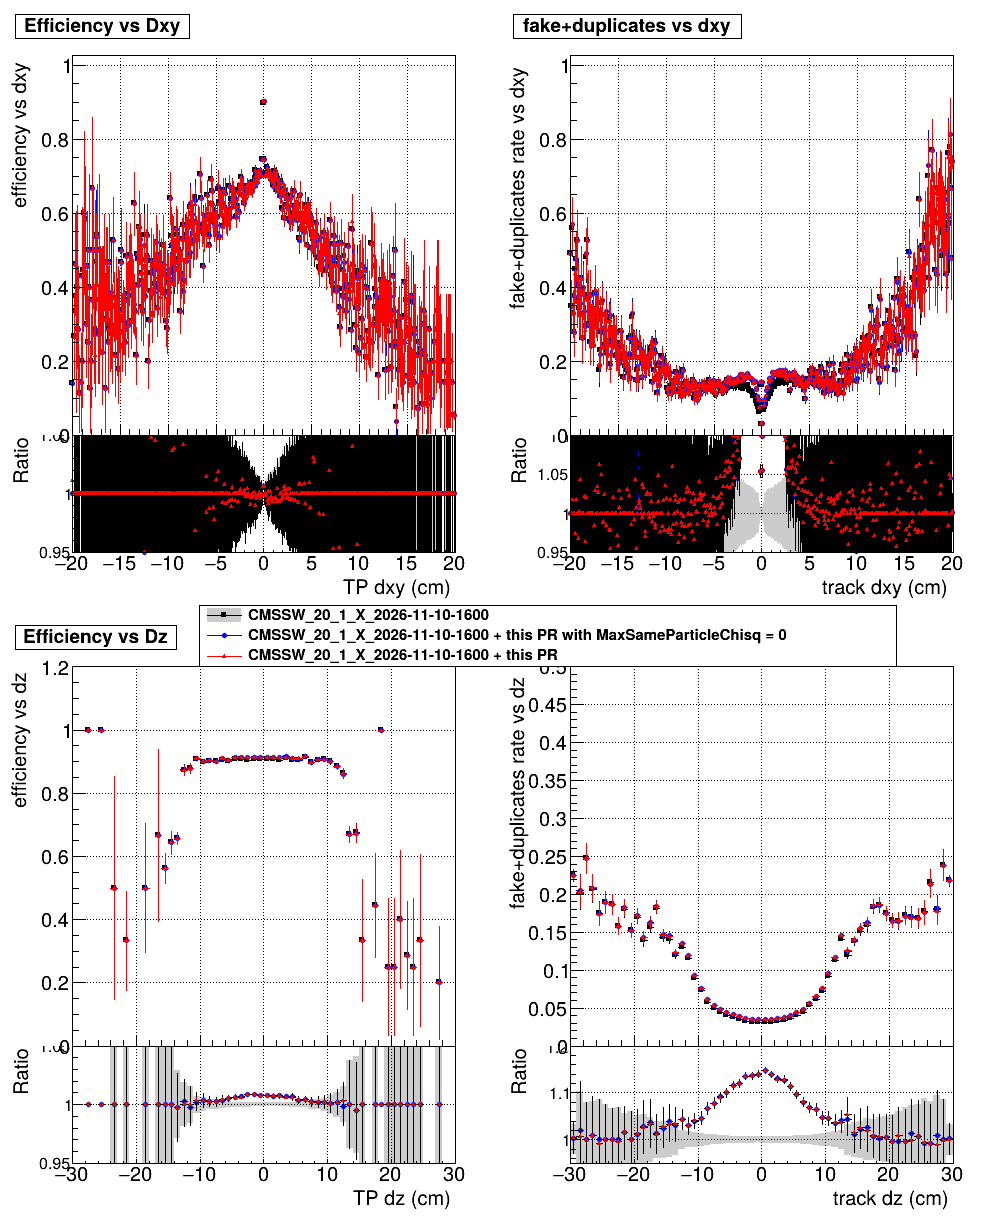 Efficiency vs Dxy
fake+duplicates vs dxy
efficiency vs dxy
1
0.8
0.6
0.4
0.2
0
Ratio
1
0.95
−20 −15 −10 −5 0 5 10 15 20
TP dxy (cm)
fake+duplicates rate vs dxy
1
0.8
0.6
0.4
0.2
0
Ratio
1.05
1
0.95
−20 −15 −10 −5 0 5 10 15 20
track dxy (cm)
CMSSW_20_1_X_2026-11-10-1600
CMSSW_20_1_X_2026-11-10-1600 + this PR with MaxSameParticleChisq = 0
CMSSW_20_1_X_2026-11-10-1600 + this PR
Efficiency vs Dz
efficiency vs dz
1.2
1
0.8
0.6
0.4
0.2
0
Ratio
1
0.95
−30 −20 −10 0 10 20 30
TP dz (cm)
fake+duplicates rate vs dz
0.5
0.45
0.4
0.35
0.3
0.25
0.2
0.15
0.1
0.05
0
Ratio
1.1
1
−30 −20 −10 0 10 20 30
track dz (cm)